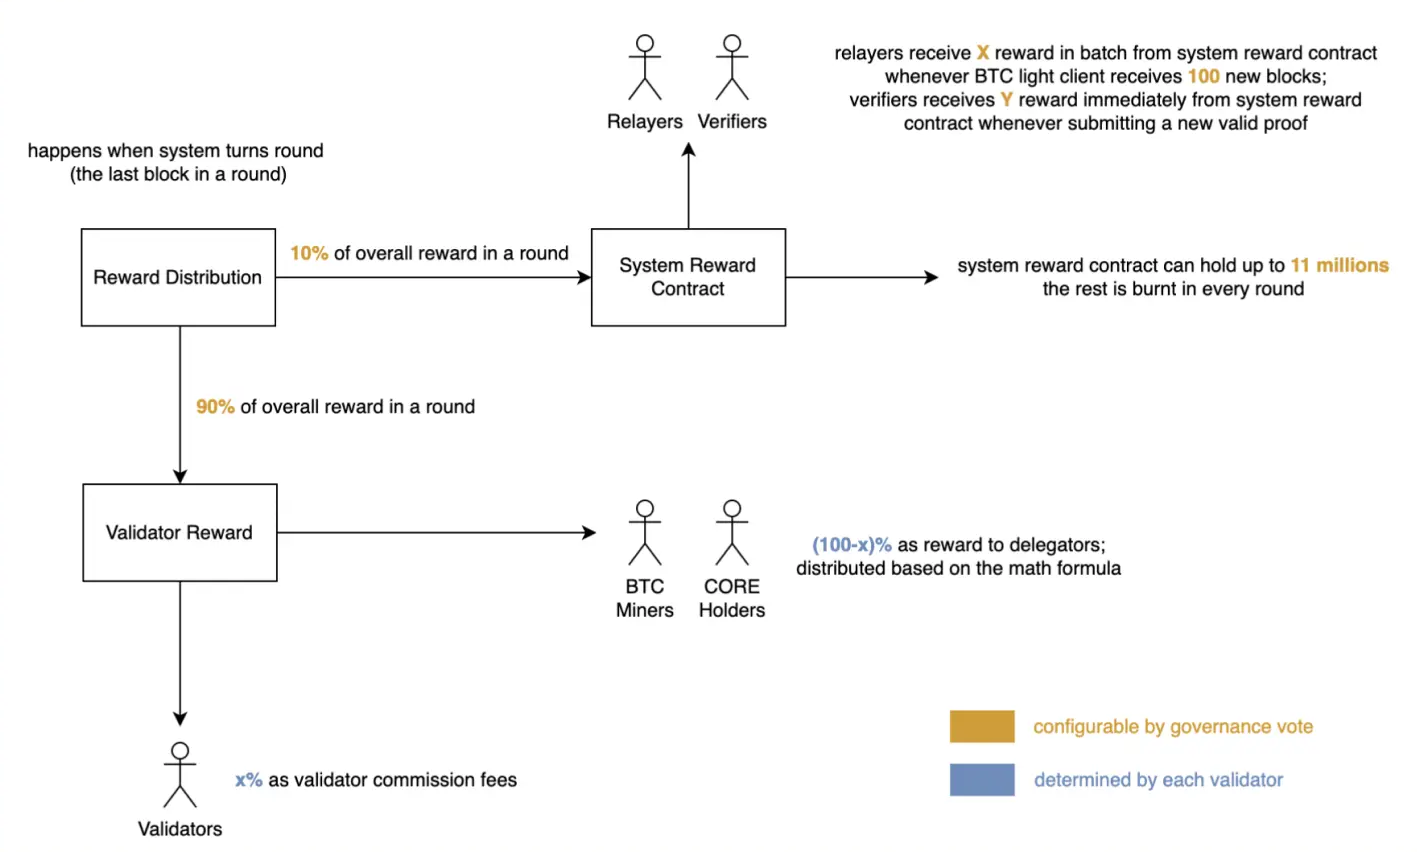 relayers receive X reward in batch from system reward contract
whenever BTC light client receives 100 new blocks;
verifiers receives Y reward immediately from system reward
contract whenever submitting a new valid proof
Relayers Verifiers
happens when system turns round
(the last block in a round)
Reward Distribution
10% of overall reward in a round
System Reward
Contract
system reward contract can hold up to 11 millions
the rest is burnt in every round
90% of overall reward in a round
Validator Reward
BTC
Miners
CORE
Holders
(100-x)% as reward to delegators;
distributed based on the math formula
x% as validator commission fees
Validators
configurable by governance vote
determined by each validator